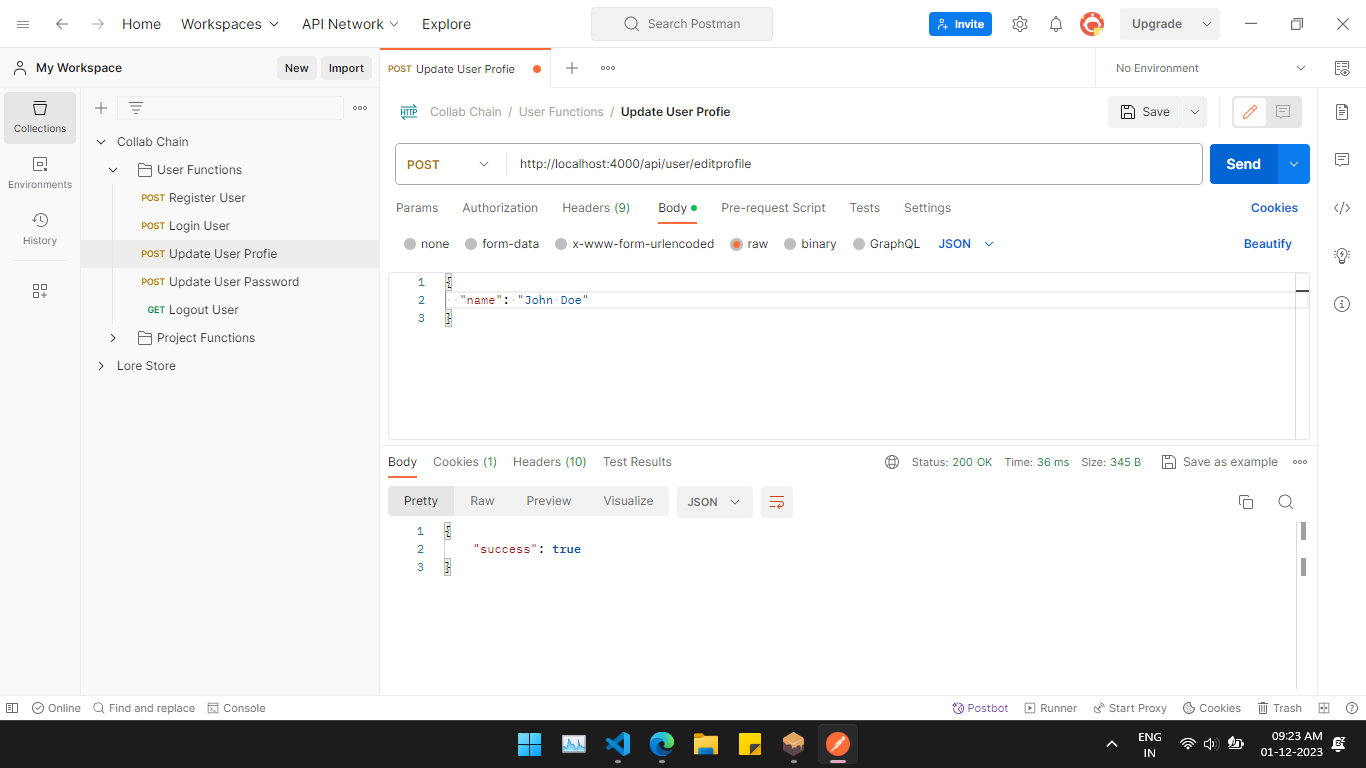 Home Workspaces API Network Explore Search Postman Invite Upgrade
My Workspace New Import POST Update User Profie No Environment
Collections
Environments
History
Collab Chain
User Functions
POST Register User
POST Login User
POST Update User Profie
POST Update User Password
GET Logout User
Project Functions
Lore Store
HTTP Collab Chain / User Functions / Update User Profie Save
POST http://localhost:4000/api/user/editprofile Send
Params Authorization Headers (9) Body Pre-request Script Tests Settings Cookies
none form-data x-www-form-urlencoded raw binary GraphQL JSON Beautify
1 {
2 "name": "John Doe"
3 }
Body Cookies (1) Headers (10) Test Results Status: 200 OK Time: 36 ms Size: 345 B Save as example
Pretty Raw Preview Visualize JSON
1 {
2 "success": true
3 }
Online Find and replace Console Postbot Runner Start Proxy Cookies Trash
ENG
IN
09:23 AM
01-12-2023